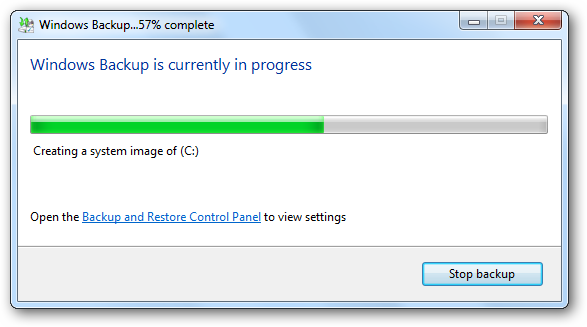 Windows Backup...57% complete
Windows Backup is currently in progress
Creating a system image of (C:)
Open the Backup and Restore Control Panel to view settings
Stop backup